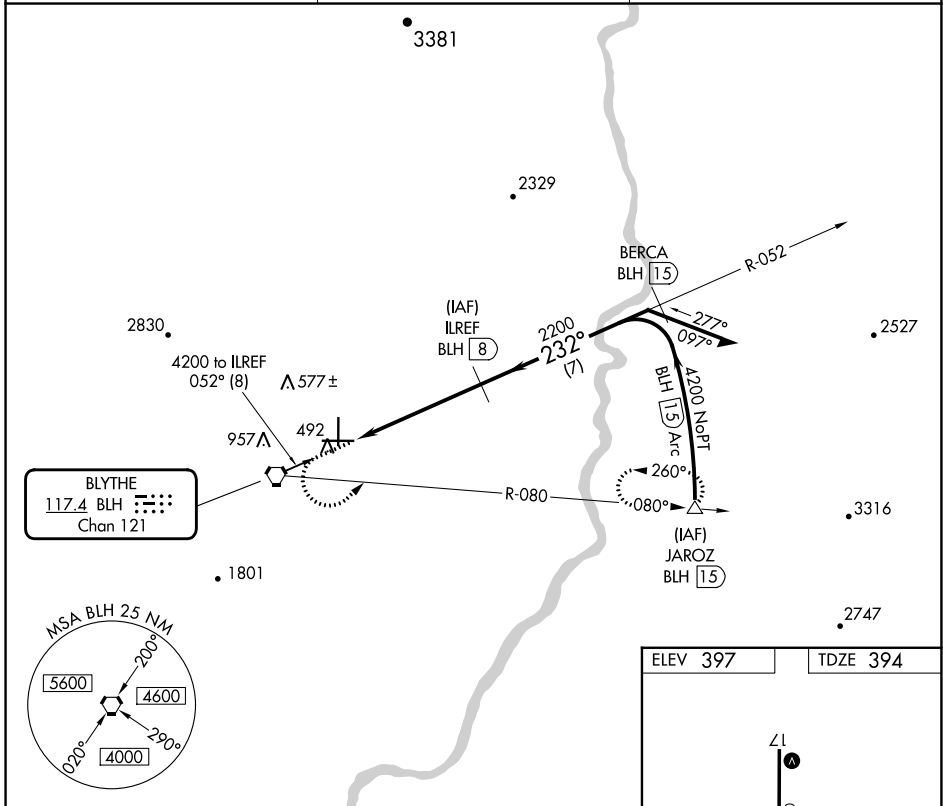 3381
2329
BERCA
BLH 15
R-052
277°
097°
(IAF)
ILREF
BLH 8
2200
232°
(7)
2830
2527
4200 to ILREF
052° (8)
577 ±
4200 NoPT
BLH 15 Arc
957
492
BLYTHE
117.4 BLH
Chan 121
R-080
260°
080°
3316
(IAF)
JAROZ
BLH 15
1801
2747
MSA BLH 25 NM
200°
5600
4600
290°
020°
4000
ELEV 397
TDZE 394
17
V